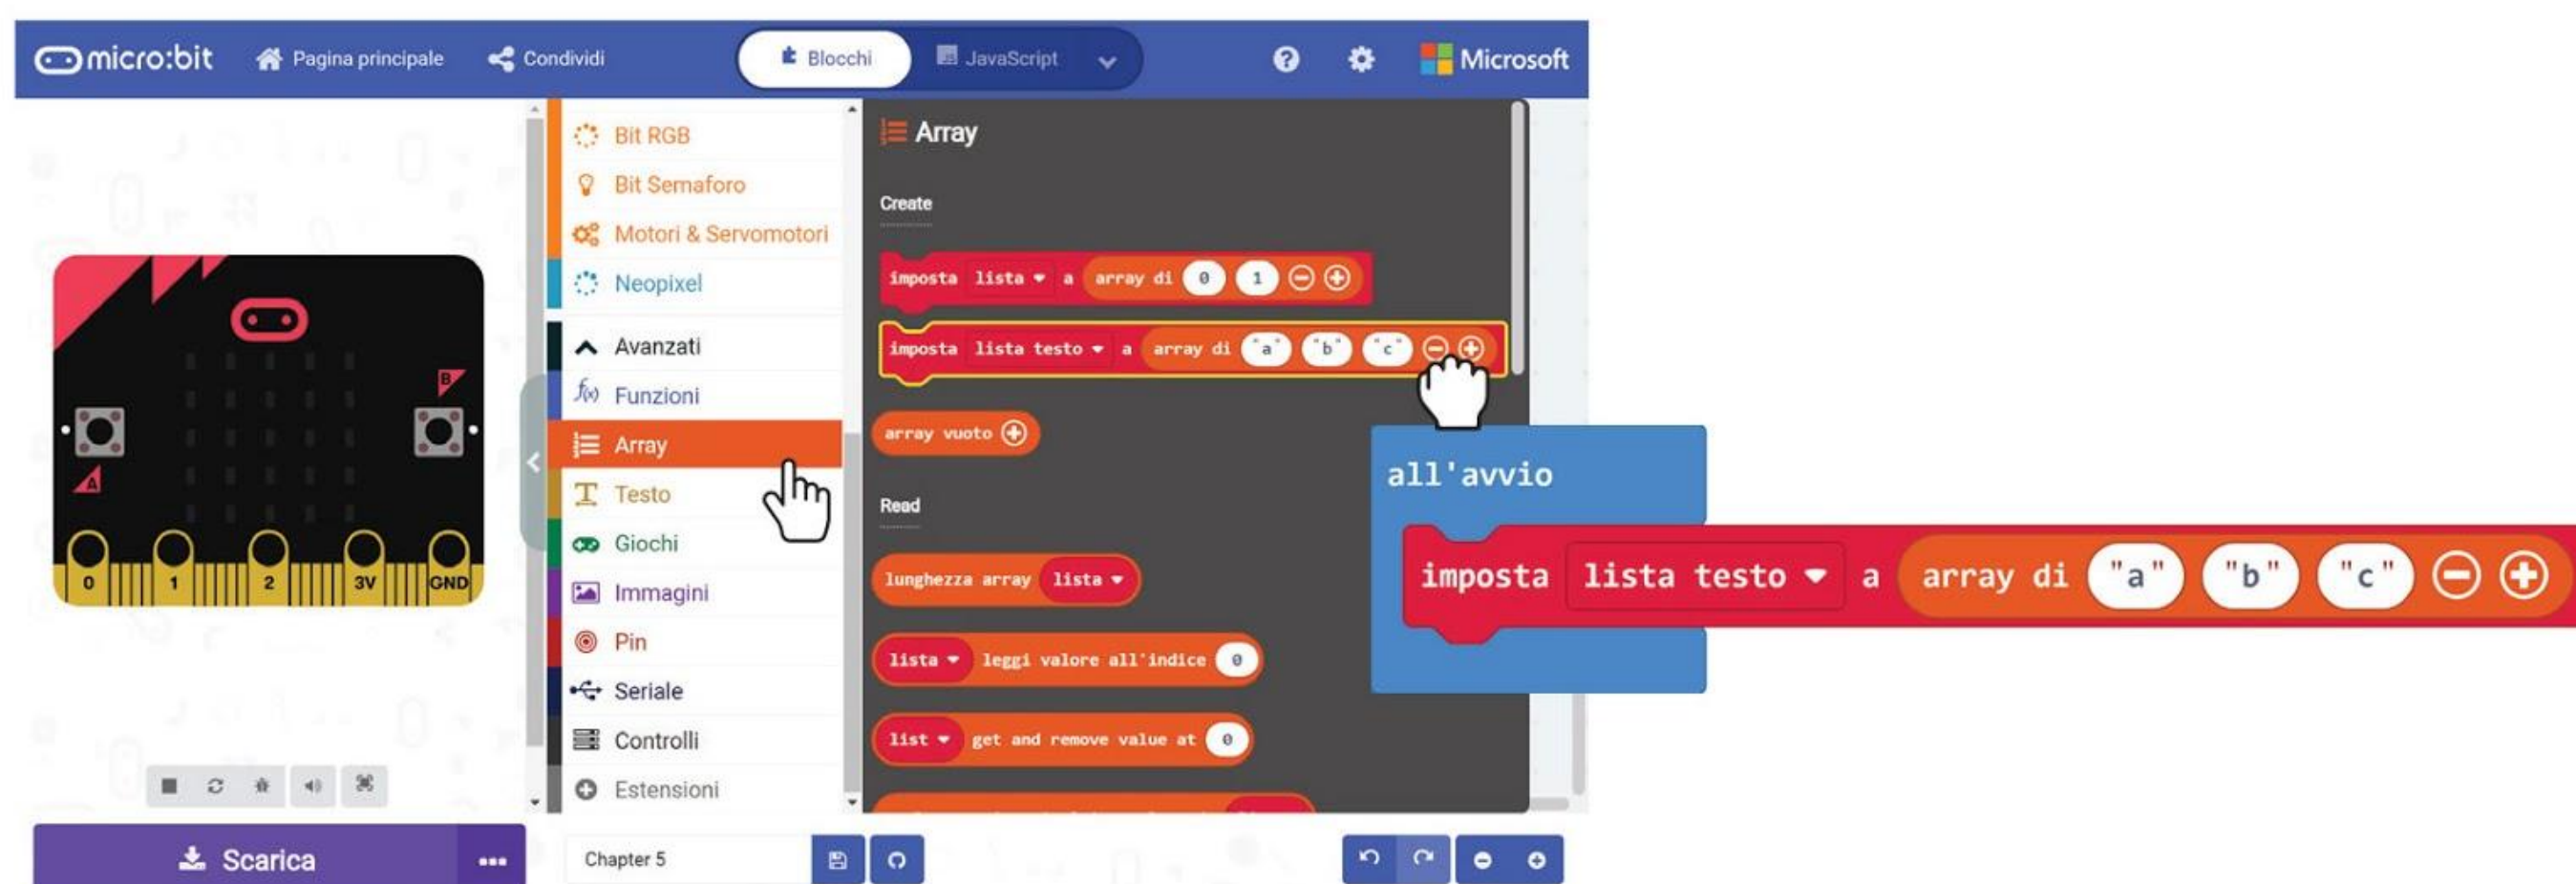 micro:bit
Pagina principale
Condividi
Blocchi
JavaScript
Microsoft
B
A
0 1 2 3V GND
Bit RGB
Bit Semaforo
Motori & Servomotori
Neopixel
Avanzati
f(x) Funzioni
Array
Testo
Giochi
Immagini
Pin
Seriale
Controlli
Estensioni
Array
Create
imposta lista a array di 0 1
imposta lista testo a array di "a" "b" "c"
array vuoto
Read
lunghezza array lista
lista leggi valore all'indice 0
list get and remove value at 0
all'avvio
imposta lista testo a array di "a" "b" "c"
Scarica
Chapter 5